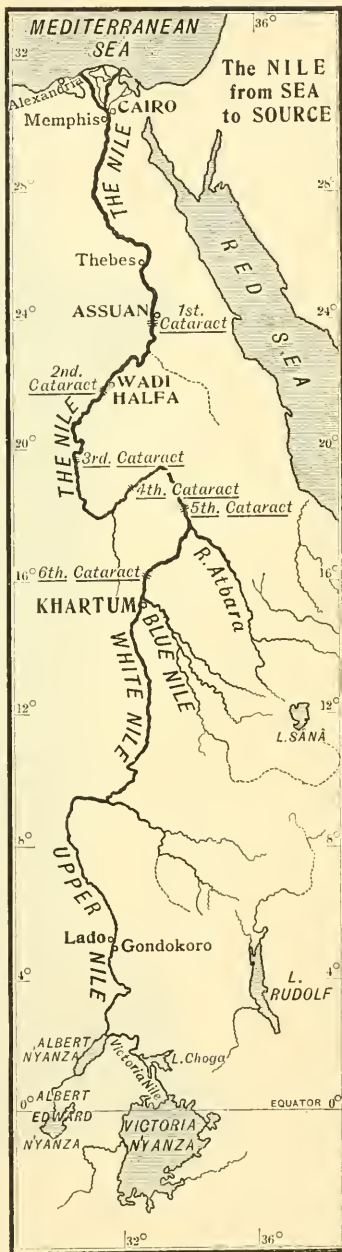 MEDITERRANEAN
SEA
36°
32
The NILE
from SEA
to SOURCE
Alexandria
CAIRO
Memphis
THE NILE
28°
28°
RED SEA
Thebes
24°
24°
ASSUAN
1st.
Cataract
2nd.
Cataract
WADI
HALFA
20°
20°
THE NILE
3rd. Cataract
4th. Cataract
5th. Cataract
R. Atbara
6th. Cataract
16°
16°
KHARTUM
BLUE NILE
WHITE NILE
12°
12°
L. SÂNÂ
8°
8°
UPPER NILE
Lado
Gondokoro
4°
4°
L.
RUDOLF
ALBERT
NYANZA
Victoria Nile
L. Choga
ALBERT
EDWARD
NYANZA
0°
EQUATOR
0°
VICTORIA
NYANZA
32°
36°